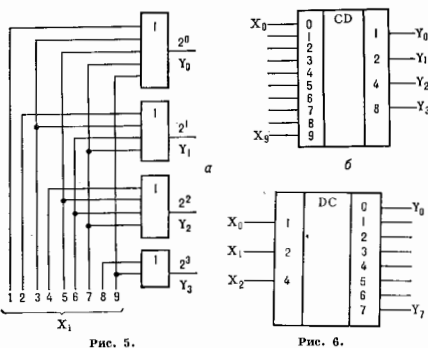 1 2⁰
Y₀
1 2¹
Y₁
а
1 2²
Y₂
1 2³
Y₃
1 2 3 4 5 6 7 8 9
Xᵢ
Рис. 5.
CD
X₀ 0 1 Y₀
1
2 2 Y₁
3
4 4 Y₂
5
6 8 Y₃
7
8
X₉ 9
б
DC
0 Y₀
X₀ 1 1
2
X₁ 2 3
4
X₂ 4 5
6
7 Y₇
Рис. 6.